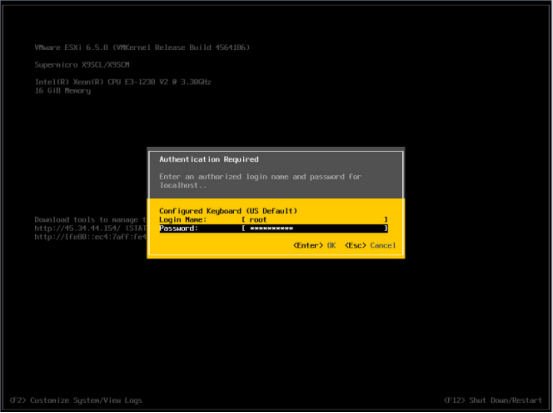 VMware ESXi 6.5.0 (VMKernel Release Build 4564106)
Supermicro X9SCL/X9SCM
Intel(R) Xeon(R) CPU E3-1230 V2 @ 3.30GHz
16 GiB Memory
Authentication Required
Enter an authorized login name and password for
localhost..
Configured Keyboard (US Default)
Login Name: [ root ]
Password: [ ********** ]
<Enter> OK <Esc> Cancel
Download tools to manage t
http://45.34.44.154/ (STAT
http://[fe80::ec4:7aff:fe4
<F2> Customize System/View Logs
<F12> Shut Down/Restart